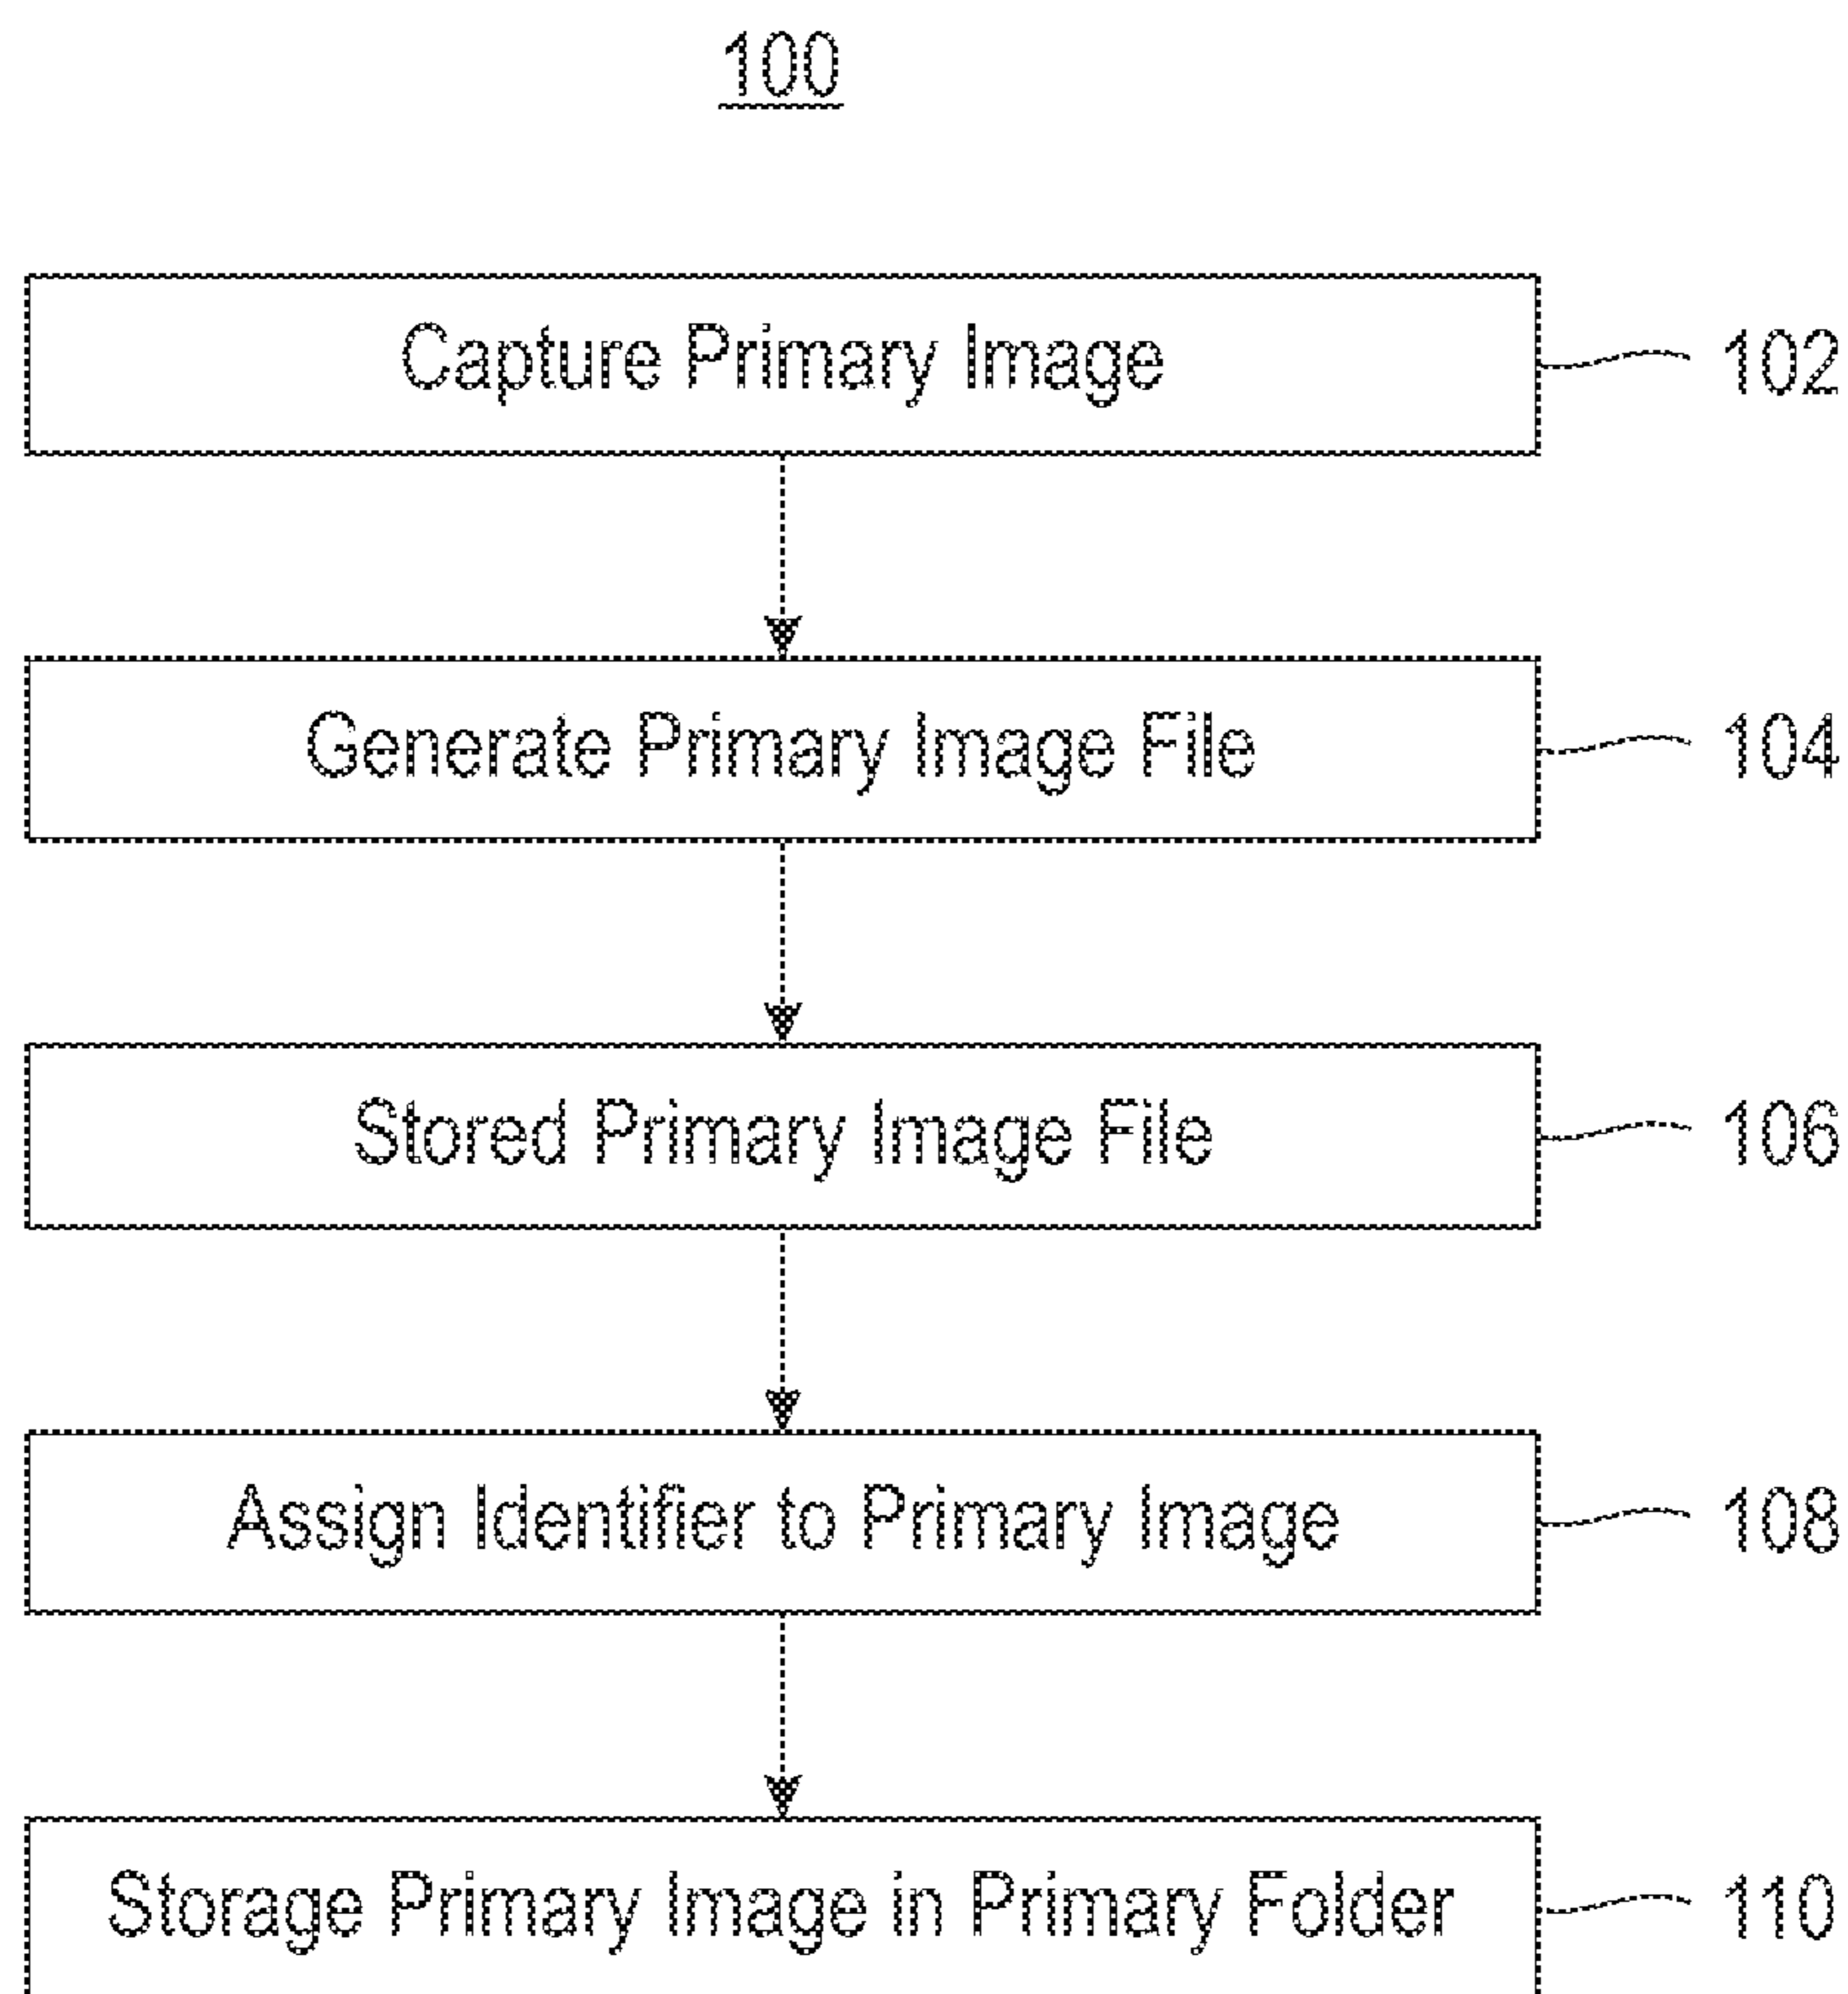 100
Capture Primary Image
102
Generate Primary Image File
104
Stored Primary Image File
106
Assign Identifier to Primary Image
108
Storage Primary Image in Primary Folder
110